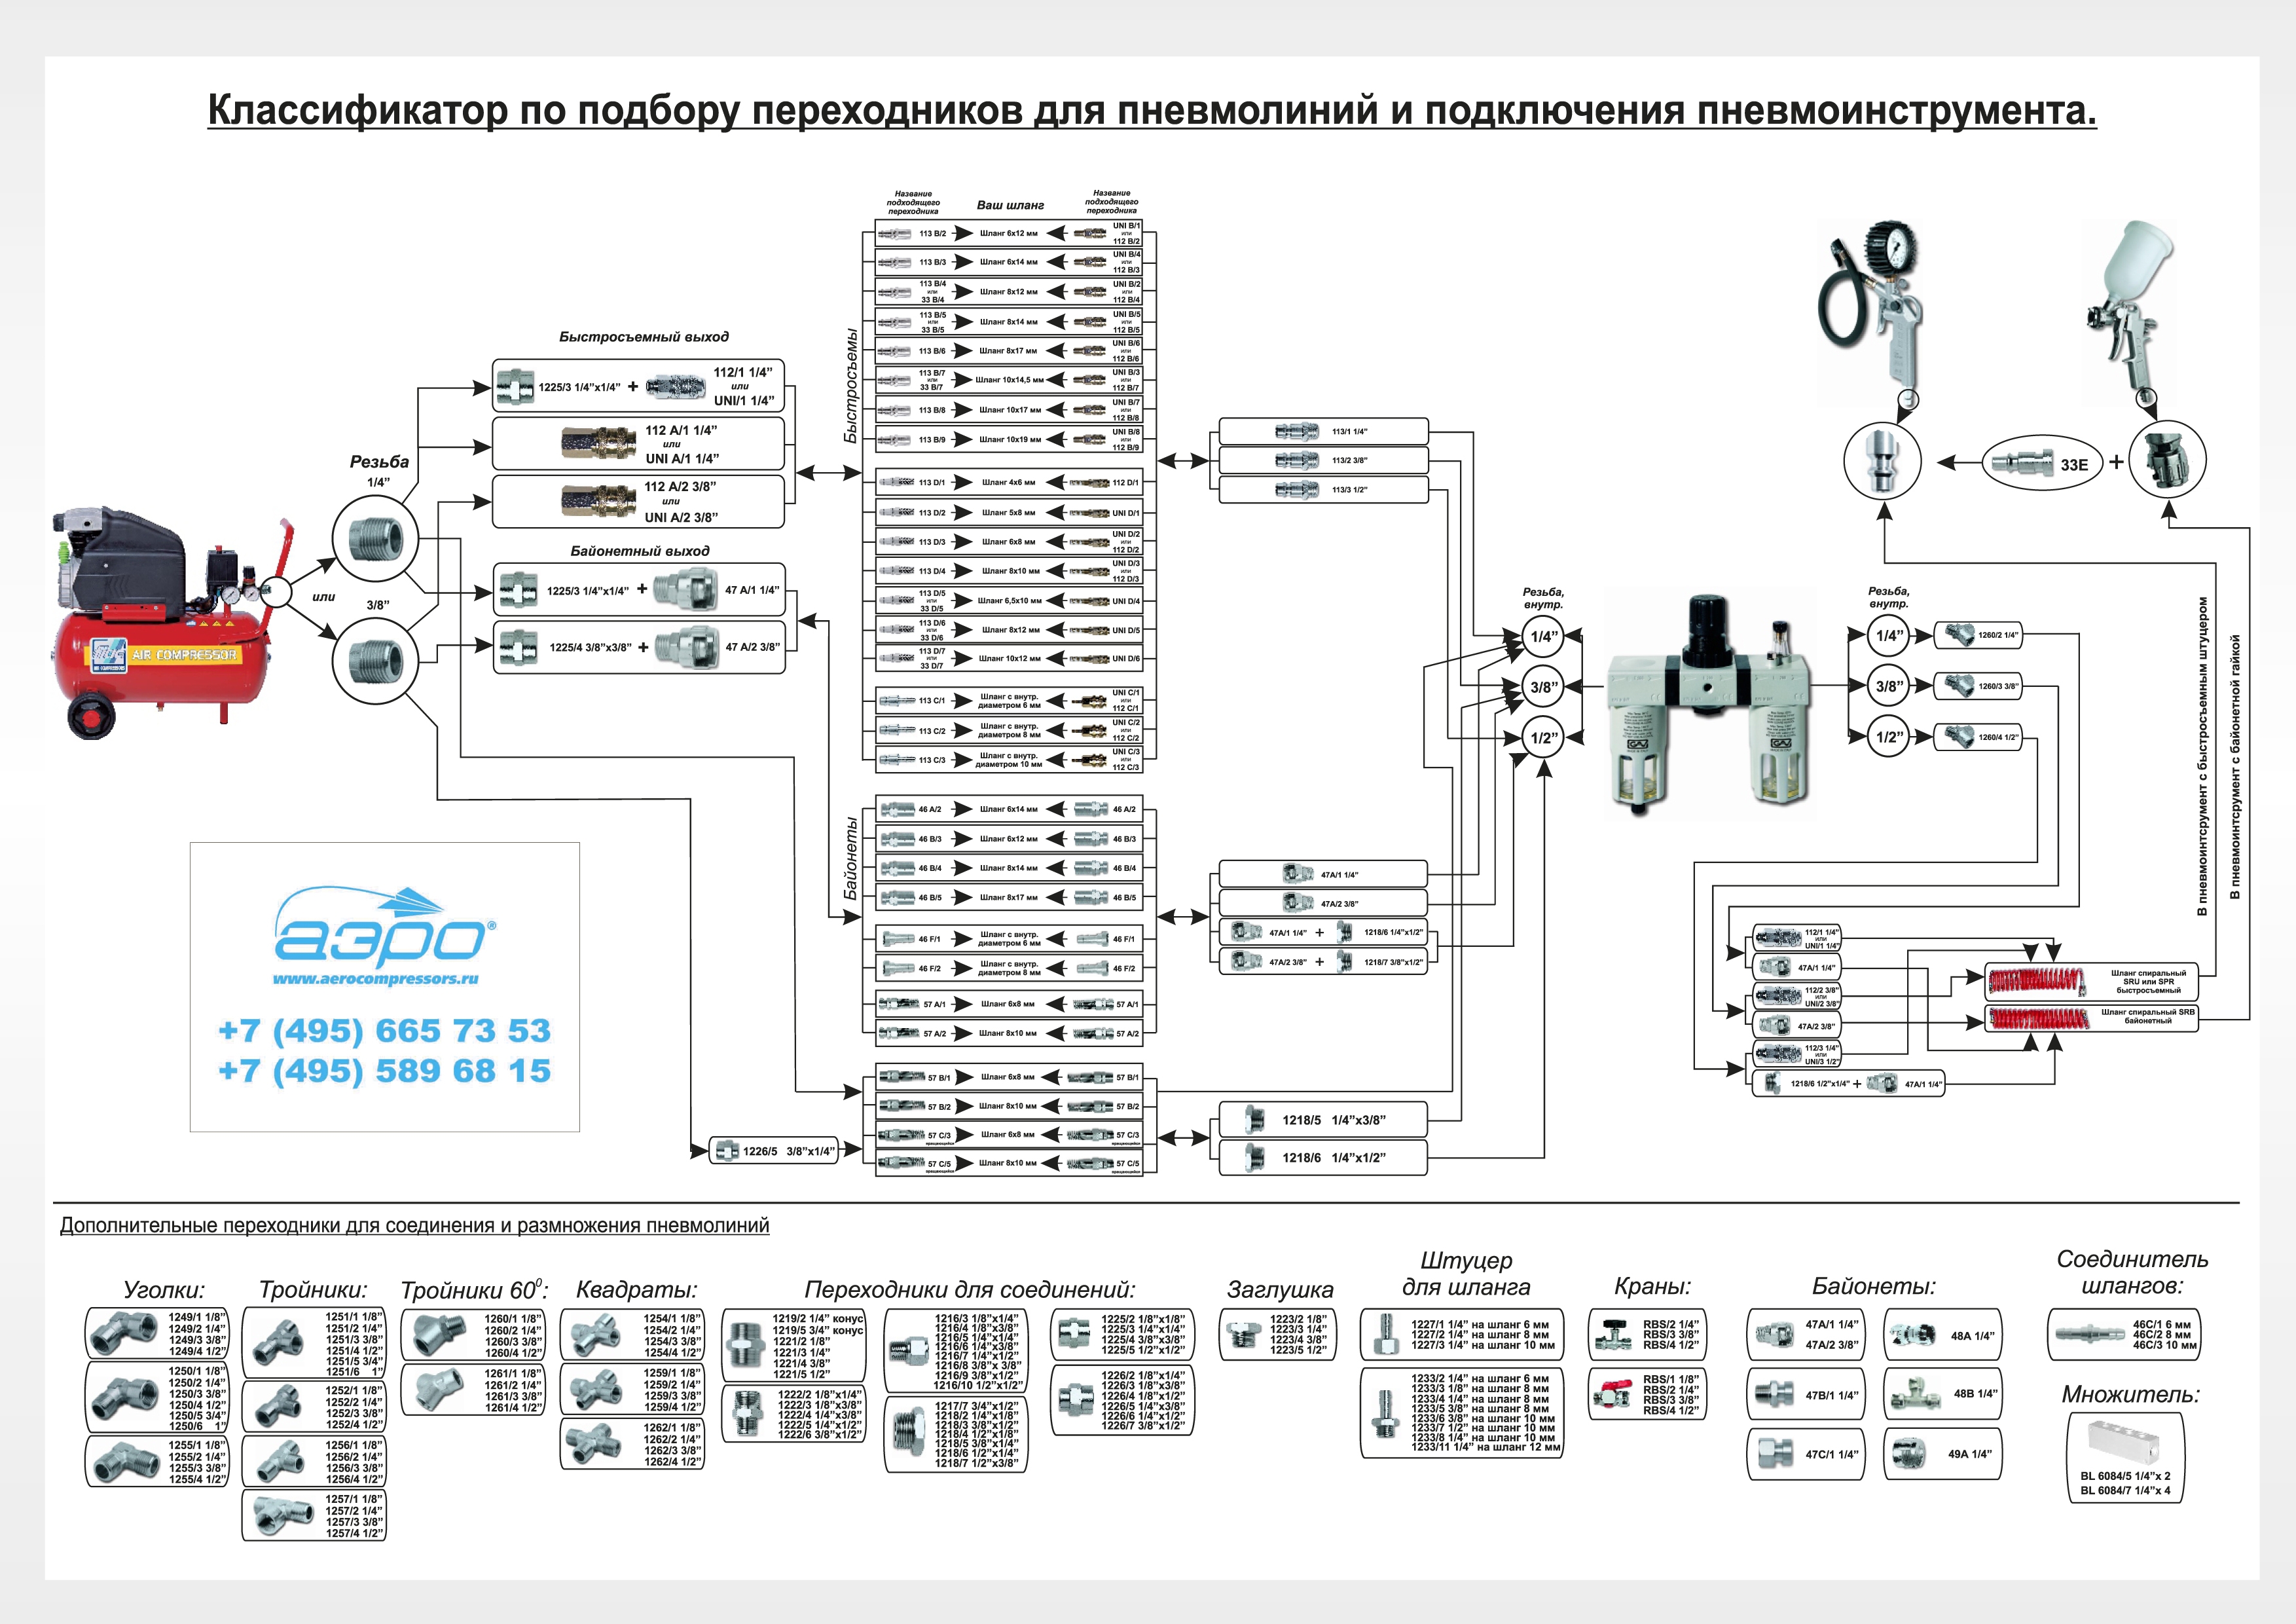 Классификатор по подбору переходников для пневмолиний и подключения пневмоинструмента.
Название
подходящего
переходника
Ваш шланг
Название
подходящего
переходника
Быстросъемы
113 B/2 Шланг 6х12 мм UNI B/1 или 112 B/2
113 B/3 Шланг 6х14 мм UNI B/4 или 112 B/3
113 B/4 или 33 B/4 Шланг 8х12 мм UNI B/2 или 112 B/4
113 B/5 или 33 B/5 Шланг 8х14 мм UNI B/5 или 112 B/5
113 B/6 Шланг 8х17 мм UNI B/6 или 112 B/6
113 B/7 или 33 B/7 Шланг 10х14,5 мм UNI B/3 или 112 B/7
113 B/8 Шланг 10х17 мм UNI B/7 или 112 B/8
113 B/9 Шланг 10х19 мм UNI B/8 или 112 B/9
113 D/1 Шланг 4х6 мм 112 D/1
113 D/2 Шланг 5х8 мм UNI D/1
113 D/3 Шланг 6х8 мм UNI D/2 или 112 D/2
113 D/4 Шланг 8х10 мм UNI D/3 или 112 D/3
113 D/5 или 33 D/5 Шланг 6,5х10 мм UNI D/4
113 D/6 или 33 D/6 Шланг 8х12 мм UNI D/5
113 D/7 или 33 D/7 Шланг 10х12 мм UNI D/6
113 C/1 Шланг с внутр. диаметром 6 мм UNI C/1 или 112 C/1
113 C/2 Шланг с внутр. диаметром 8 мм UNI C/2 или 112 C/2
113 C/3 Шланг с внутр. диаметром 10 мм UNI C/3 или 112 C/3
Байонеты
46 A/2 Шланг 6х14 мм 46 A/2
46 B/3 Шланг 6х12 мм 46 B/3
46 B/4 Шланг 8х14 мм 46 B/4
46 B/5 Шланг 8х17 мм 46 B/5
46 F/1 Шланг с внутр. диаметром 6 мм 46 F/1
46 F/2 Шланг с внутр. диаметром 8 мм 46 F/2
57 A/1 Шланг 6х8 мм 57 A/1
57 A/2 Шланг 8х10 мм 57 A/2
57 B/1 Шланг 6х8 мм 57 B/1
57 B/2 Шланг 8х10 мм 57 B/2
57 C/3 Шланг 6х8 мм 57 C/3
57 C/5 Шланг 8х10 мм 57 C/5
Быстросъемный выход
1225/3 1/4”x1/4” + 112/1 1/4” или UNI/1 1/4”
112 A/1 1/4” или UNI A/1 1/4”
112 A/2 3/8” или UNI A/2 3/8”
Байонетный выход
1225/3 1/4”x1/4” + 47 A/1 1/4”
1225/4 3/8”x3/8” + 47 A/2 3/8”
Резьба
1/4”
или
3/8”
AIR COMPRESSOR
1226/5 3/8”x1/4”
аэро®
www.aerocompressors.ru
+7 (495) 665 73 53
+7 (495) 589 68 15
113/1 1/4”
113/2 3/8”
113/3 1/2”
47A/1 1/4”
47A/2 3/8”
47A/1 1/4” + 1218/6 1/4”x1/2”
47A/2 3/8” + 1218/7 3/8”x1/2”
1218/5 1/4”x3/8”
1218/6 1/4”x1/2”
Резьба,
внутр.
1/4”
3/8”
1/2”
Резьба,
внутр.
1/4” 1260/2 1/4”
3/8” 1260/3 3/8”
1/2” 1260/4 1/2”
33E +
В пневмоинтсрумент с быстросъемным штуцером
В пневмоинтсрумент с байонетной гайкой
112/1 1/4” или UNI/1 1/4”
47A/1 1/4”
112/2 3/8” или UNI/2 3/8”
47A/2 3/8”
112/3 1/4” или UNI/3 1/2”
1218/6 1/2”x1/4” + 47A/1 1/4”
Шланг спиральный
SRU или SPR
быстросъемный
Шланг спиральный SRB
байонетный
Дополнительные переходники для соединения и размножения пневмолиний
Уголки:
1249/1 1/8”
1249/2 1/4”
1249/3 3/8”
1249/4 1/2”
1250/1 1/8”
1250/2 1/4”
1250/3 3/8”
1250/4 1/2”
1250/5 3/4”
1250/6 1”
1255/1 1/8”
1255/2 1/4”
1255/3 3/8”
1255/4 1/2”
Тройники:
1251/1 1/8”
1251/2 1/4”
1251/3 3/8”
1251/4 1/2”
1251/5 3/4”
1251/6 1”
1252/1 1/8”
1252/2 1/4”
1252/3 3/8”
1252/4 1/2”
1256/1 1/8”
1256/2 1/4”
1256/3 3/8”
1256/4 1/2”
1257/1 1/8”
1257/2 1/4”
1257/3 3/8”
1257/4 1/2”
Тройники 60⁰:
1260/1 1/8”
1260/2 1/4”
1260/3 3/8”
1260/4 1/2”
1261/1 1/8”
1261/2 1/4”
1261/3 3/8”
1261/4 1/2”
Квадраты:
1254/1 1/8”
1254/2 1/4”
1254/3 3/8”
1254/4 1/2”
1259/1 1/8”
1259/2 1/4”
1259/3 3/8”
1259/4 1/2”
1262/1 1/8”
1262/2 1/4”
1262/3 3/8”
1262/4 1/2”
Переходники для соединений:
1219/2 1/4” конус
1219/5 3/4” конус
1221/2 1/8”
1221/3 1/4”
1221/4 3/8”
1221/5 1/2”
1222/2 1/8”x1/4”
1222/3 1/8”x3/8”
1222/4 1/4”x3/8”
1222/5 1/4”x1/2”
1222/6 3/8”x1/2”
1216/3 1/8”x1/4”
1216/4 1/8”x3/8”
1216/5 1/4”x1/4”
1216/6 1/4”x3/8”
1216/7 1/4”x1/2”
1216/8 3/8”x 3/8”
1216/9 3/8”x1/2”
1216/10 1/2”x1/2”
1217/7 3/4”x1/2”
1218/2 1/4”x1/8”
1218/3 3/8”x1/8”
1218/4 1/2”x1/8”
1218/5 3/8”x1/4”
1218/6 1/2”x1/4”
1218/7 1/2”x3/8”
1225/2 1/8”x1/8”
1225/3 1/4”x1/4”
1225/4 3/8”x3/8”
1225/5 1/2”x1/2”
1226/2 1/8”x1/4”
1226/3 1/8”x3/8”
1226/4 1/8”x1/2”
1226/5 1/4”x3/8”
1226/6 1/4”x1/2”
1226/7 3/8”x1/2”
Заглушка
1223/2 1/8”
1223/3 1/4”
1223/4 3/8”
1223/5 1/2”
Штуцер
для шланга
1227/1 1/4” на шланг 6 мм
1227/2 1/4” на шланг 8 мм
1227/3 1/4” на шланг 10 мм
1233/2 1/4” на шланг 6 мм
1233/3 1/8” на шланг 8 мм
1233/4 1/4” на шланг 8 мм
1233/5 3/8” на шланг 8 мм
1233/6 3/8” на шланг 10 мм
1233/7 1/2” на шланг 10 мм
1233/8 1/4” на шланг 10 мм
1233/11 1/4” на шланг 12 мм
Краны:
RBS/2 1/4”
RBS/3 3/8”
RBS/4 1/2”
RBS/1 1/8”
RBS/2 1/4”
RBS/3 3/8”
RBS/4 1/2”
Байонеты:
47A/1 1/4”
47A/2 3/8”
48A 1/4”
47B/1 1/4”
48B 1/4”
47C/1 1/4”
49A 1/4”
Соединитель
шлангов:
46C/1 6 мм
46C/2 8 мм
46C/3 10 мм
Множитель:
BL 6084/5 1/4”x 2
BL 6084/7 1/4”x 4